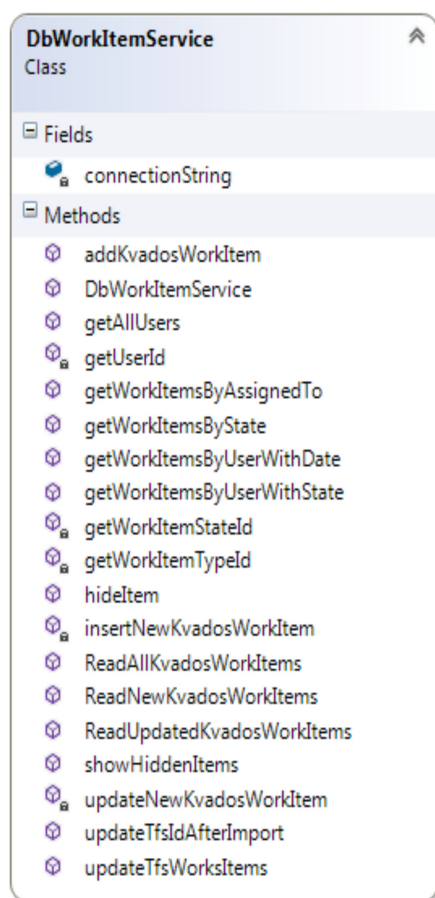 DbWorkItemService
Class
Fields
connectionString
Methods
addKvadosWorkItem
DbWorkItemService
getAllUsers
getUserId
getWorkItemsByAssignedTo
getWorkItemsByState
getWorkItemsByUserWithDate
getWorkItemsByUserWithState
getWorkItemStateId
getWorkItemTypeId
hideItem
insertNewKvadosWorkItem
ReadAllKvadosWorkItems
ReadNewKvadosWorkItems
ReadUpdatedKvadosWorkItems
showHiddenItems
updateNewKvadosWorkItem
updateTfsIdAfterImport
updateTfsWorksItems